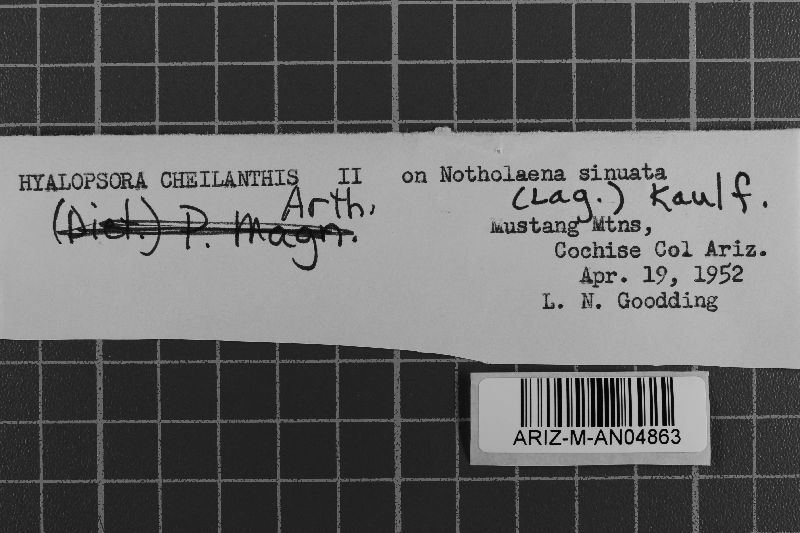 HYALOPSORA CHEILANTHIS II on Notholaena sinuata
Arth. (Lag.) Kaulf.
(Diet.) P. Magn. Mustang Mtns,
Cochise Col Ariz.
Apr. 19, 1952
L. N. Goodding
ARIZ-M-AN04863